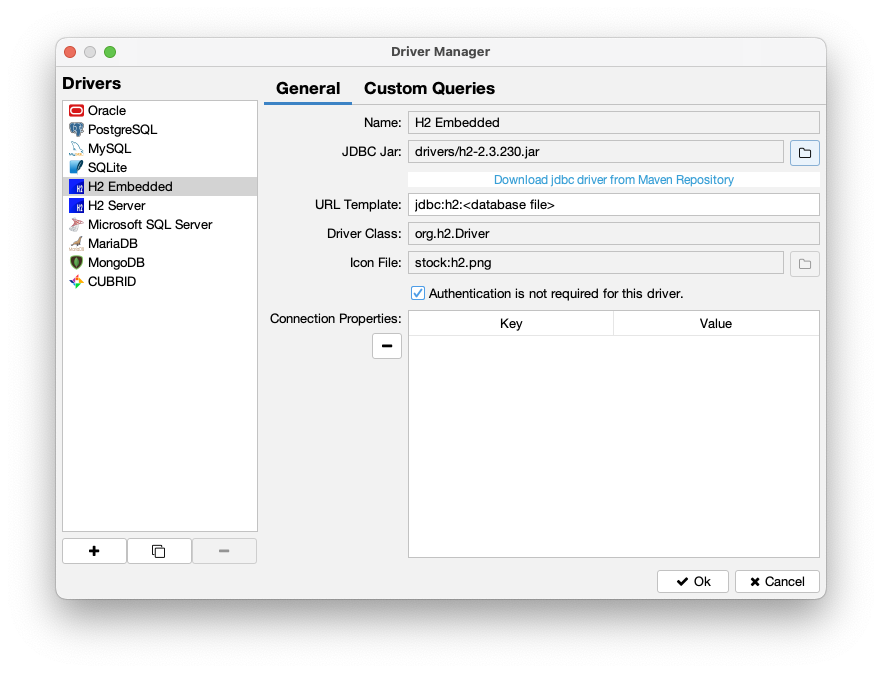 Driver Manager
Drivers
Oracle
PostgreSQL
MySQL
SQLite
H2 Embedded
H2 Server
Microsoft SQL Server
MariaDB
MongoDB
CUBRID
General
Custom Queries
Name: H2 Embedded
JDBC Jar: drivers/h2-2.3.230.jar
Download jdbc driver from Maven Repository
URL Template: jdbc:h2:<database file>
Driver Class: org.h2.Driver
Icon File: stock:h2.png
Authentication is not required for this driver.
Connection Properties:
Key
Value
Ok
Cancel